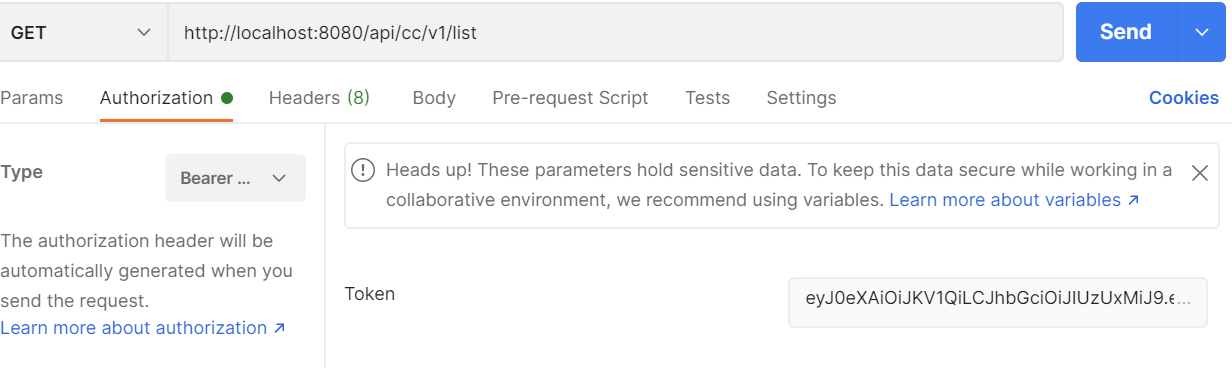 GET http://localhost:8080/api/cc/v1/list Send
Params Authorization Headers (8) Body Pre-request Script Tests Settings Cookies
Type Bearer ...
The authorization header will be
automatically generated when you
send the request.
Learn more about authorization ↗
Heads up! These parameters hold sensitive data. To keep this data secure while working in a
collaborative environment, we recommend using variables. Learn more about variables ↗
Token eyJ0eXAiOiJKV1QiLCJhbGciOiJIUzUxMiJ9.e...